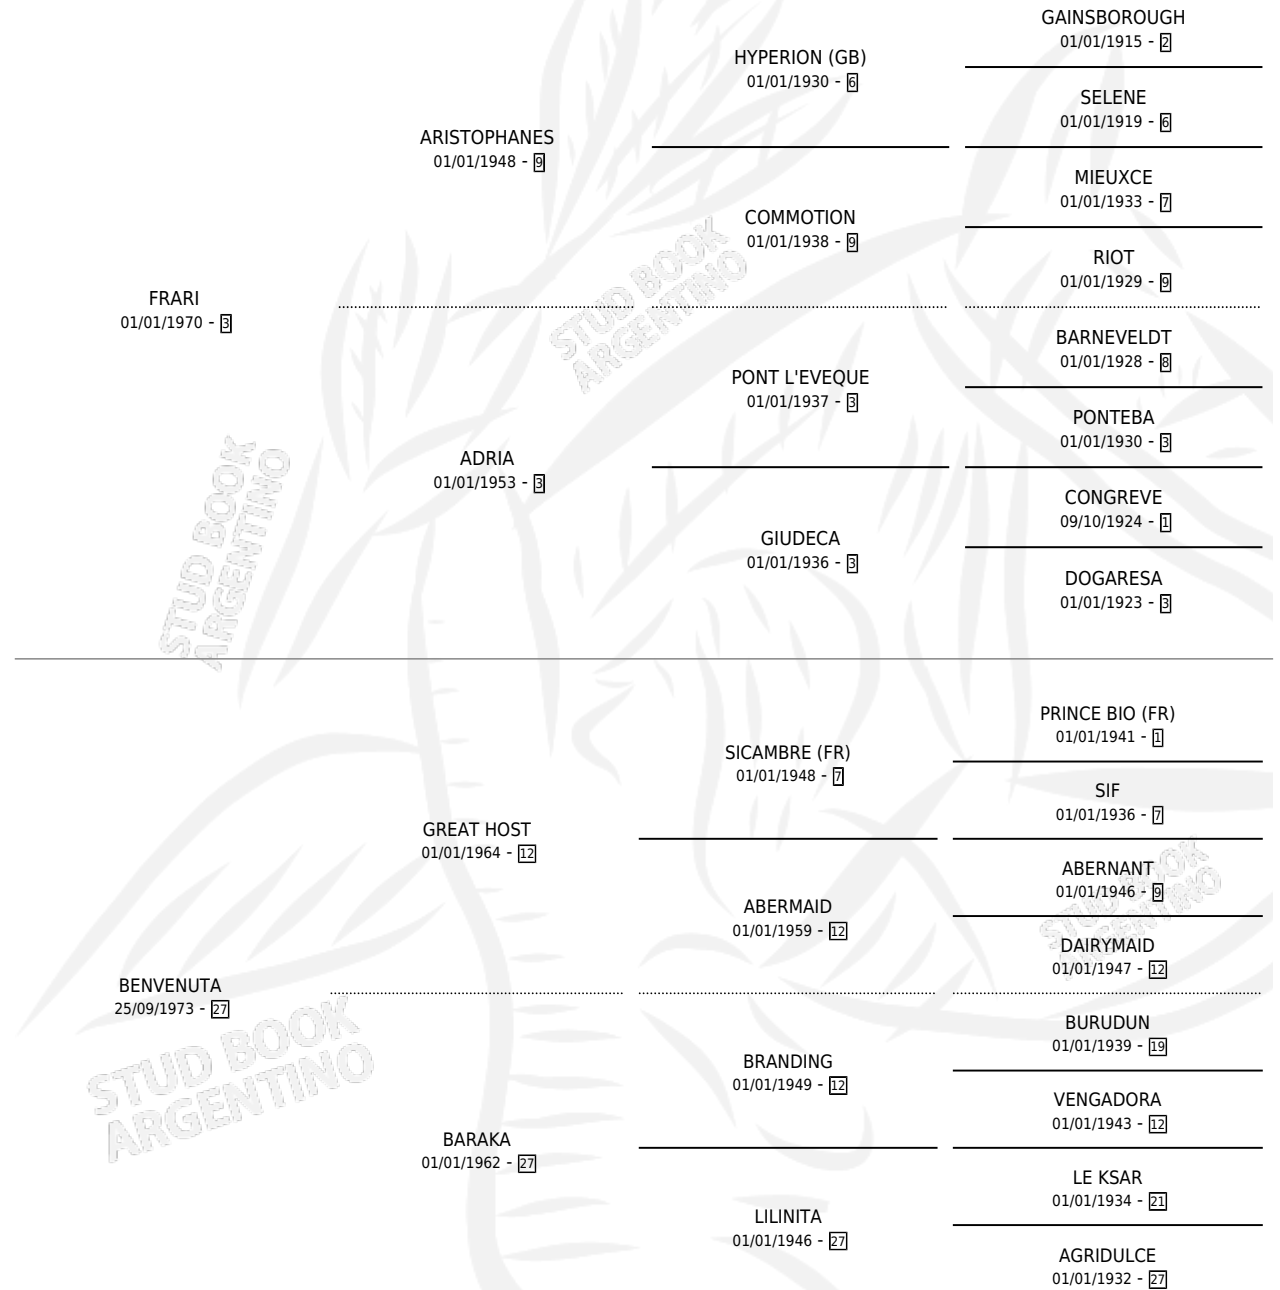 GAINSBOROUGH
01/01/1915 - 2
HYPERION (GB)
01/01/1930 - 6
SELENE
01/01/1919 - 6
ARISTOPHANES
01/01/1948 - 9
MIEUXCE
01/01/1933 - 7
COMMOTION
01/01/1938 - 9
RIOT
01/01/1929 - 9
FRARI
01/01/1970 - 3
BARNEVELDT
01/01/1928 - 8
PONT L'EVEQUE
01/01/1937 - 3
PONTEBA
01/01/1930 - 3
ADRIA
01/01/1953 - 3
CONGREVE
09/10/1924 - 1
GIUDECA
01/01/1936 - 3
DOGARESA
01/01/1923 - 3
STUD BOOK
ARGENTINO
STUD BOOK
ARGENTINO
PRINCE BIO (FR)
01/01/1941 - 1
SICAMBRE (FR)
01/01/1948 - 7
SIF
01/01/1936 - 7
GREAT HOST
01/01/1964 - 12
ABERNANT
01/01/1946 - 9
ABERMAID
01/01/1959 - 12
DAIRYMAID
01/01/1947 - 12
BENVENUTA
25/09/1973 - 27
BURUDUN
01/01/1939 - 19
BRANDING
01/01/1949 - 12
VENGADORA
01/01/1943 - 12
BARAKA
01/01/1962 - 27
LE KSAR
01/01/1934 - 21
LILINITA
01/01/1946 - 27
AGRIDULCE
01/01/1932 - 27
STUD BOOK
ARGENTINO
STUD BOOK
ARGENTINO